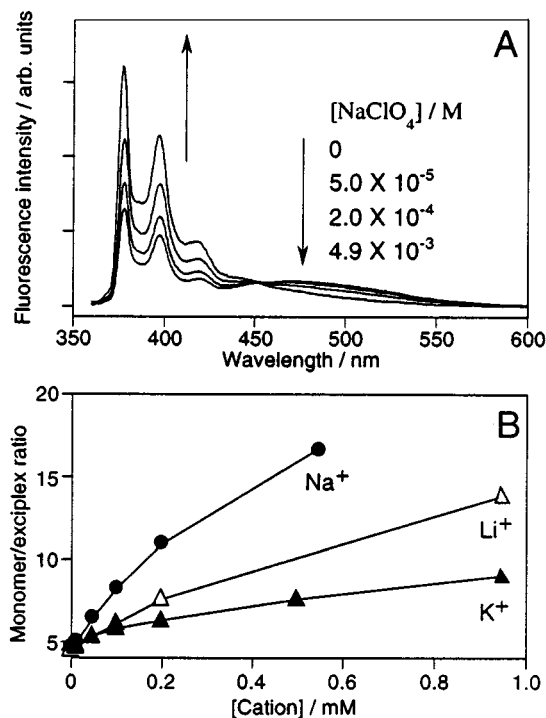 A
Fluorescence intensity / arb. units
[NaClO₄] / M
0
5.0 X 10⁻⁵
2.0 X 10⁻⁴
4.9 X 10⁻³
350 400 450 500 550 600
Wavelength / nm
B
Monomer/exciplex ratio
20
15
10
5
Na⁺
Li⁺
K⁺
0 0.2 0.4 0.6 0.8 1.0
[Cation] / mM